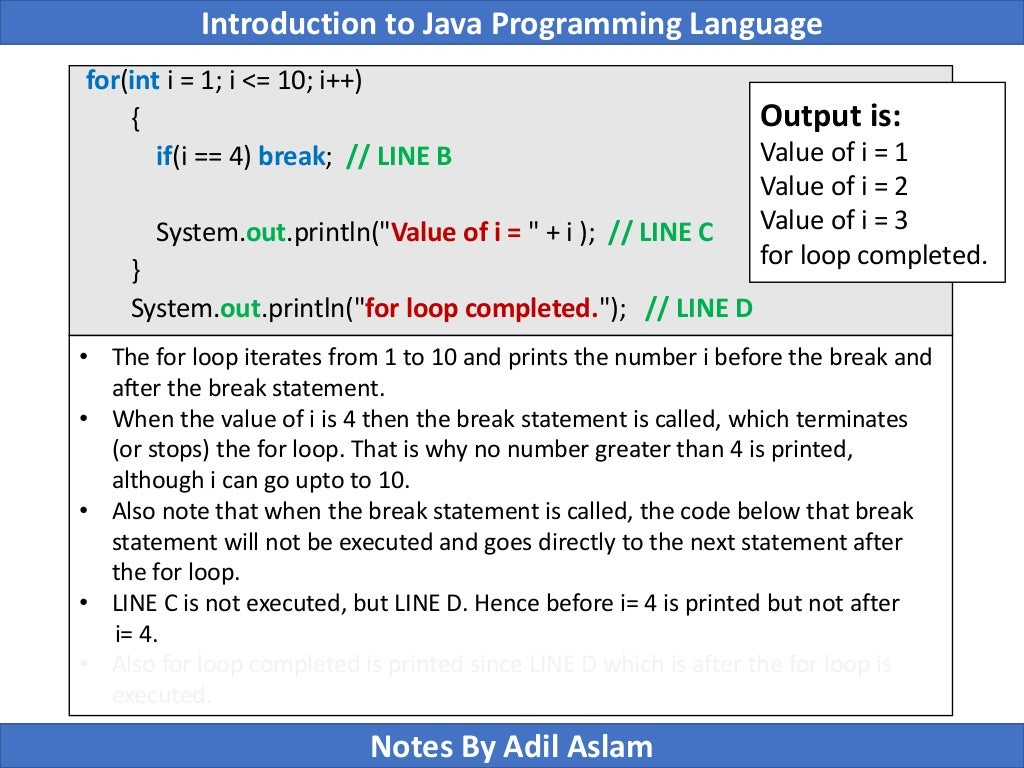 Introduction to Java Programming Language
for(int i = 1; i <= 10; i++)
{
if(i == 4) break; // LINE B
System.out.println("Value of i = " + i ); // LINE C
}
System.out.println("for loop completed."); // LINE D
Output is:
Value of i = 1
Value of i = 2
Value of i = 3
for loop completed.
• The for loop iterates from 1 to 10 and prints the number i before the break and
after the break statement.
• When the value of i is 4 then the break statement is called, which terminates
(or stops) the for loop. That is why no number greater than 4 is printed,
although i can go upto to 10.
• Also note that when the break statement is called, the code below that break
statement will not be executed and goes directly to the next statement after
the for loop.
• LINE C is not executed, but LINE D. Hence before i= 4 is printed but not after
i= 4.
• Also for loop completed is printed since LINE D which is after the for loop is
executed.
Notes By Adil Aslam